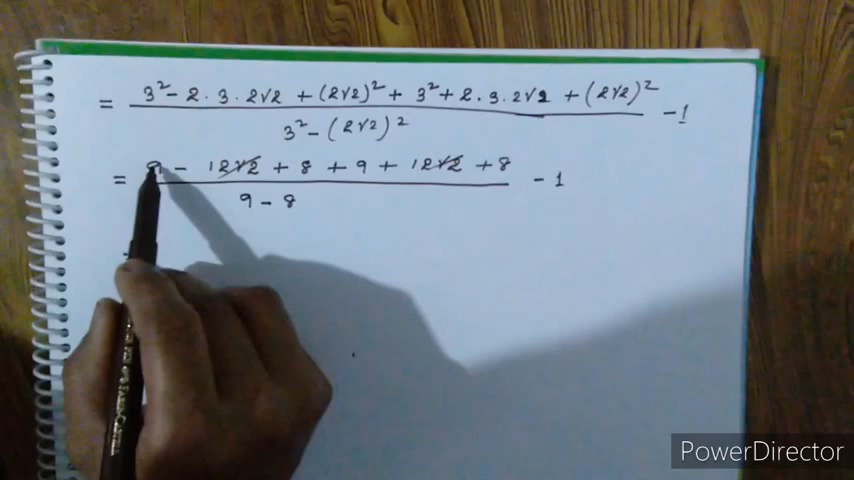 = 3² - 2 . 3 . 2√2 + (2√2)² + 3² + 2 . 3 . 2√2 + (2√2)² / 3² - (2√2)² - 1
= 9 - 12√2 + 8 + 9 + 12√2 + 8 / 9 - 8 - 1
PowerDirector